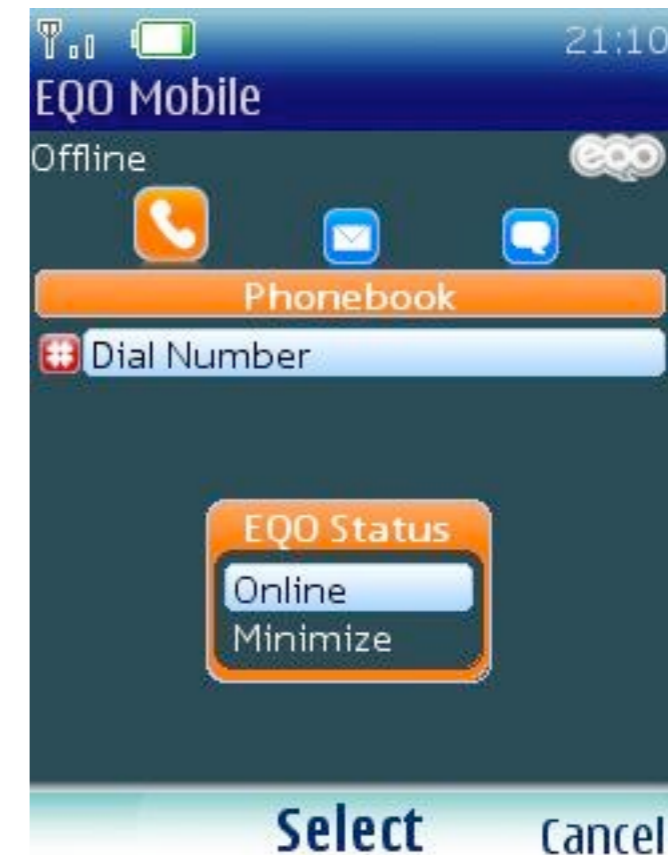 21:10
EQO Mobile
Offline
eqo
Phonebook
# Dial Number
EQO Status
Online
Minimize
Select Cancel